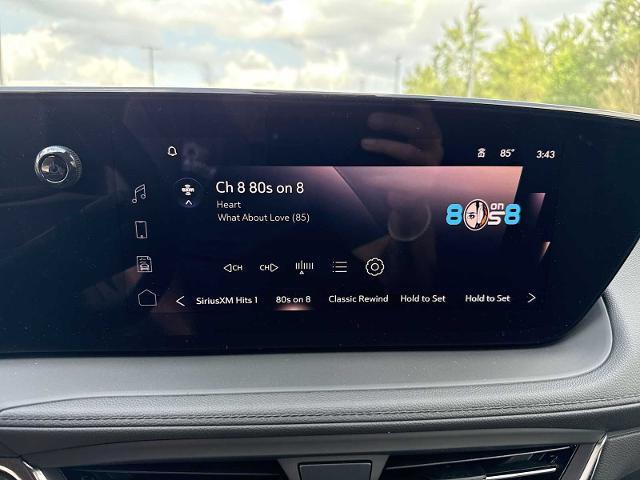 85° 3:43
Ch 8 80s on 8
Heart
What About Love (85)
80s on 8
◁CH CH▷
SiriusXM Hits 1 80s on 8 Classic Rewind Hold to Set Hold to Set